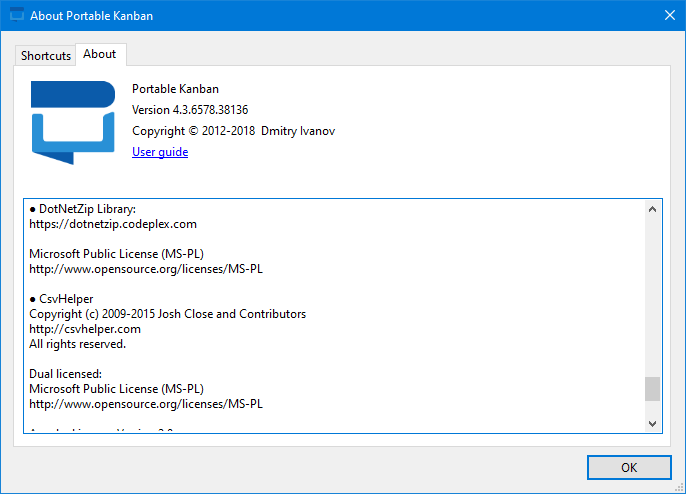 About Portable Kanban
Shortcuts
About
Portable Kanban
Version 4.3.6578.38136
Copyright © 2012-2018 Dmitry Ivanov
User guide
● DotNetZip Library:
https://dotnetzip.codeplex.com
Microsoft Public License (MS-PL)
http://www.opensource.org/licenses/MS-PL
● CsvHelper
Copyright (c) 2009-2015 Josh Close and Contributors
http://csvhelper.com
All rights reserved.
Dual licensed:
Microsoft Public License (MS-PL)
http://www.opensource.org/licenses/MS-PL
OK